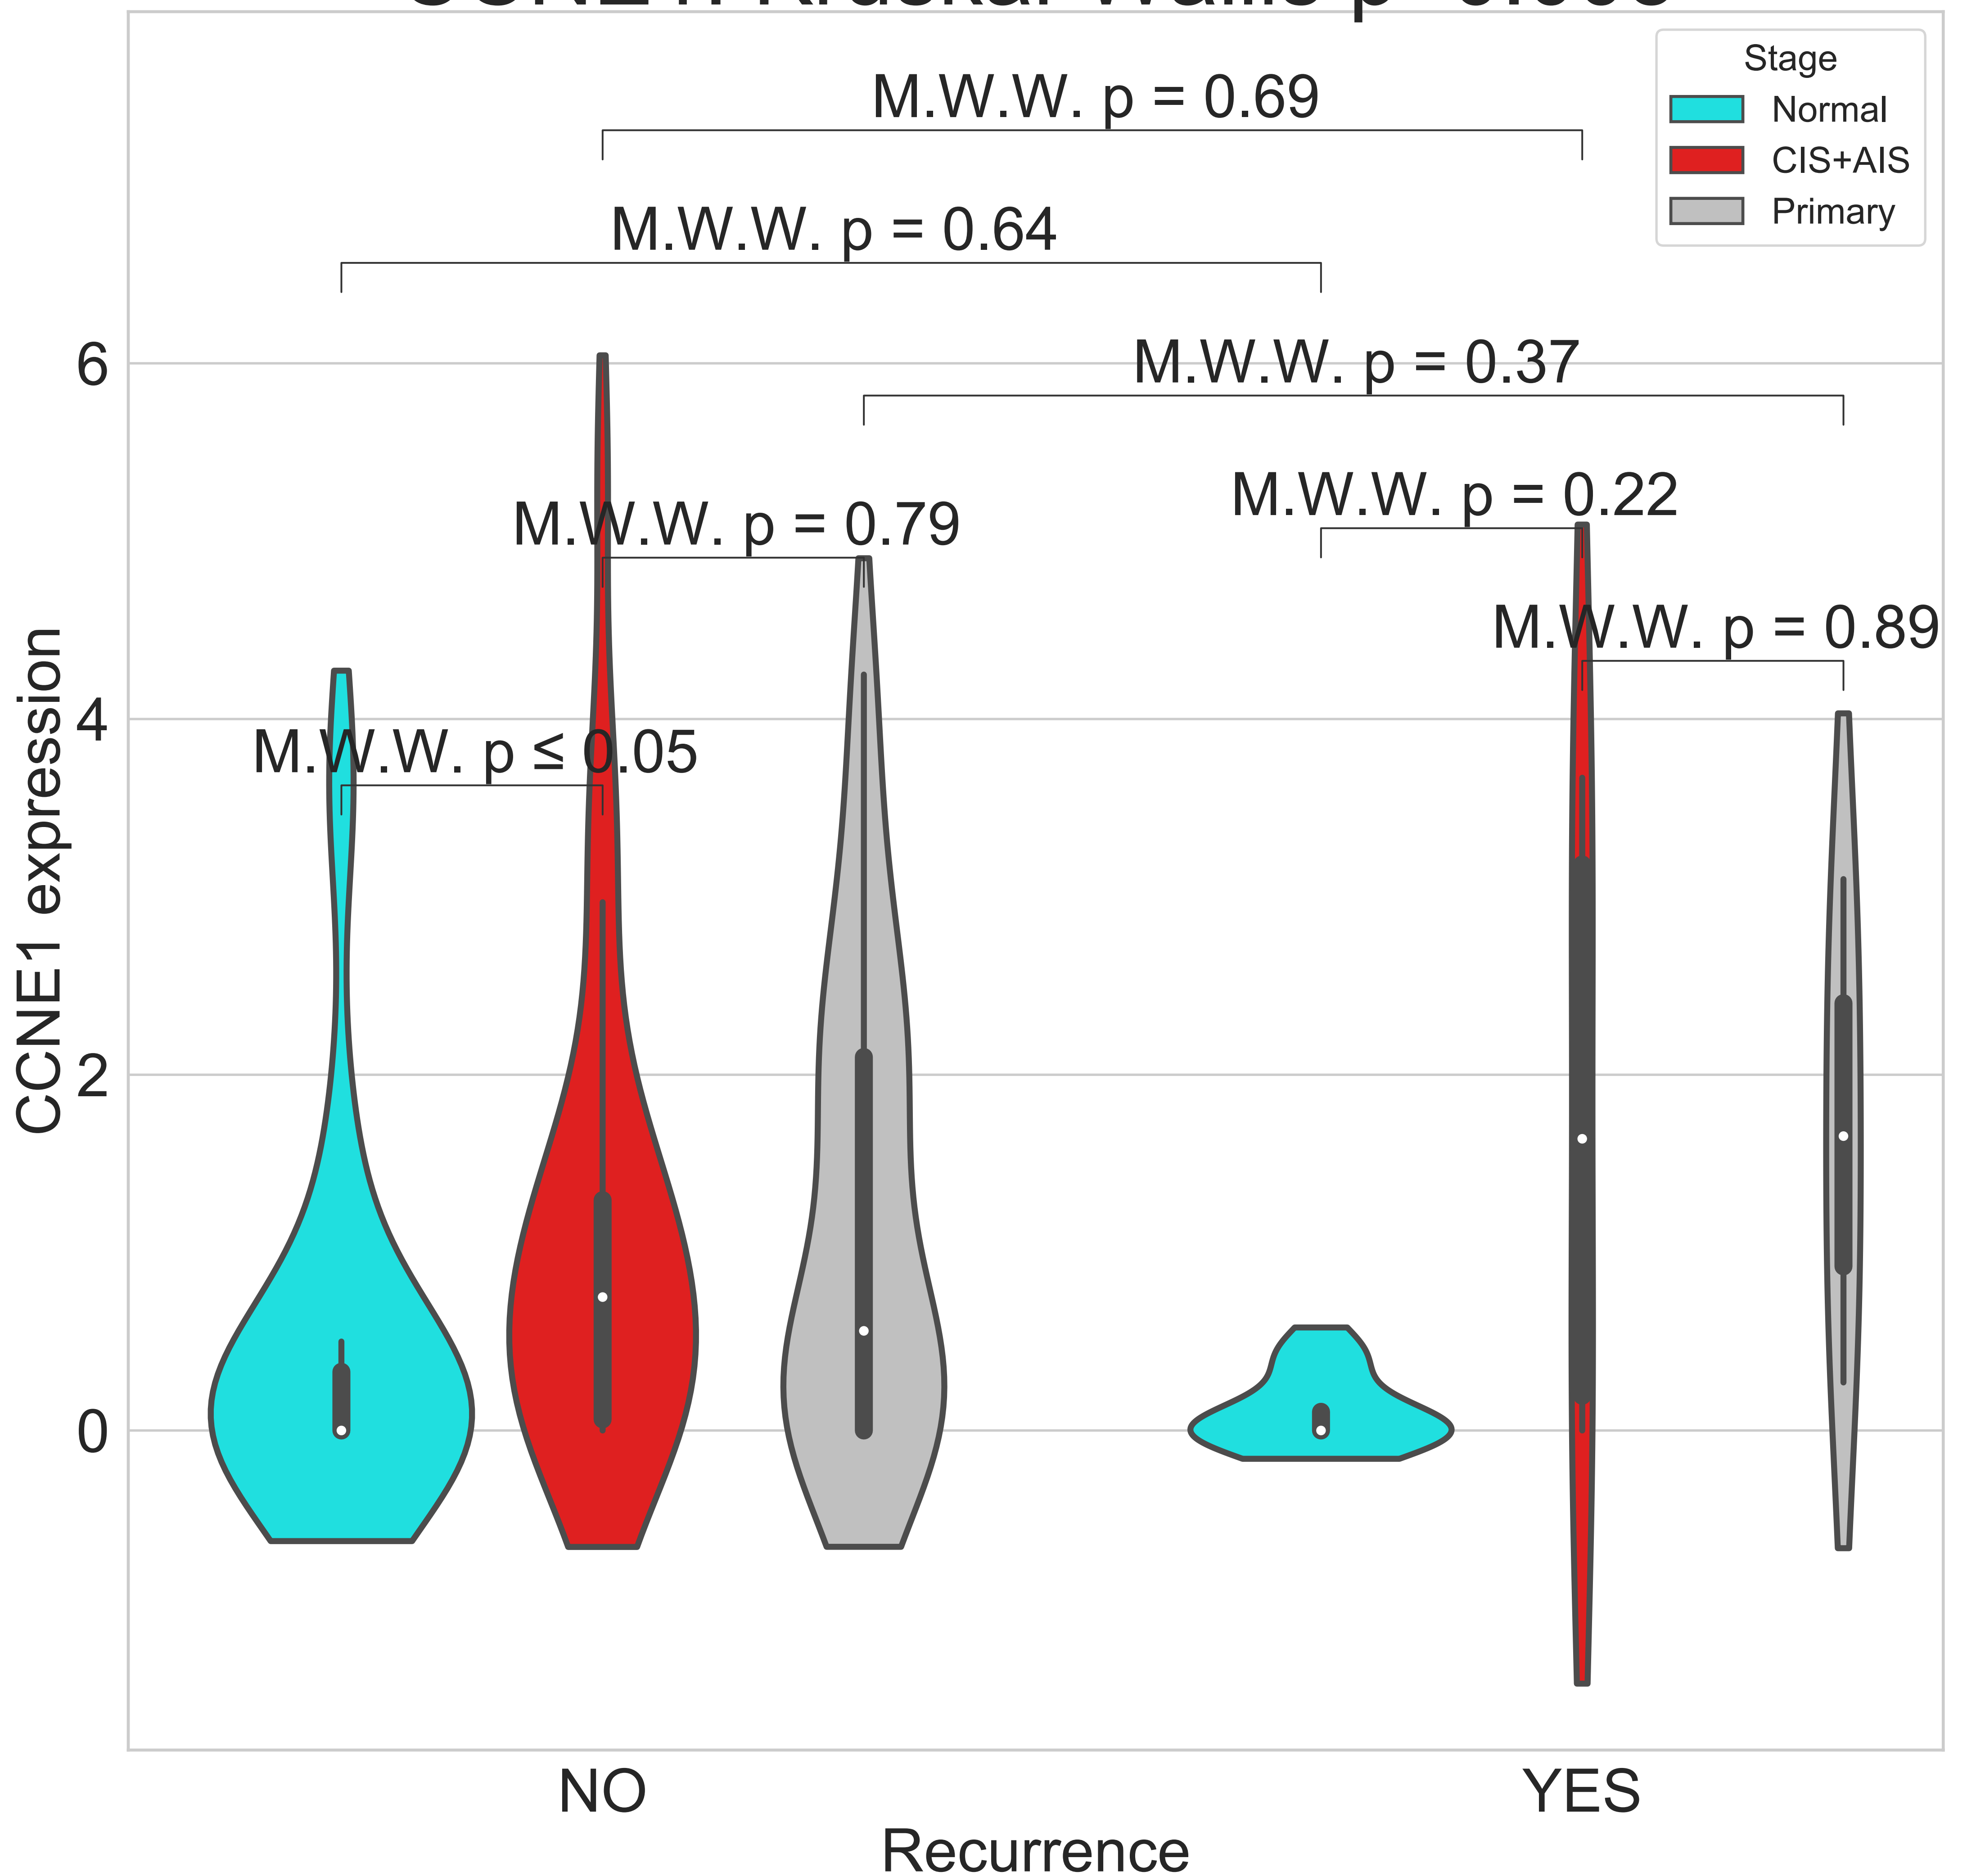 Stage
Normal
CIS+AIS
Primary
M.W.W. p = 0.69
M.W.W. p = 0.64
M.W.W. p = 0.37
M.W.W. p = 0.79
M.W.W. p = 0.22
M.W.W. p = 0.89
M.W.W. p ≤ 0.05
CCNE1 expression
6
4
2
0
NO
YES
Recurrence